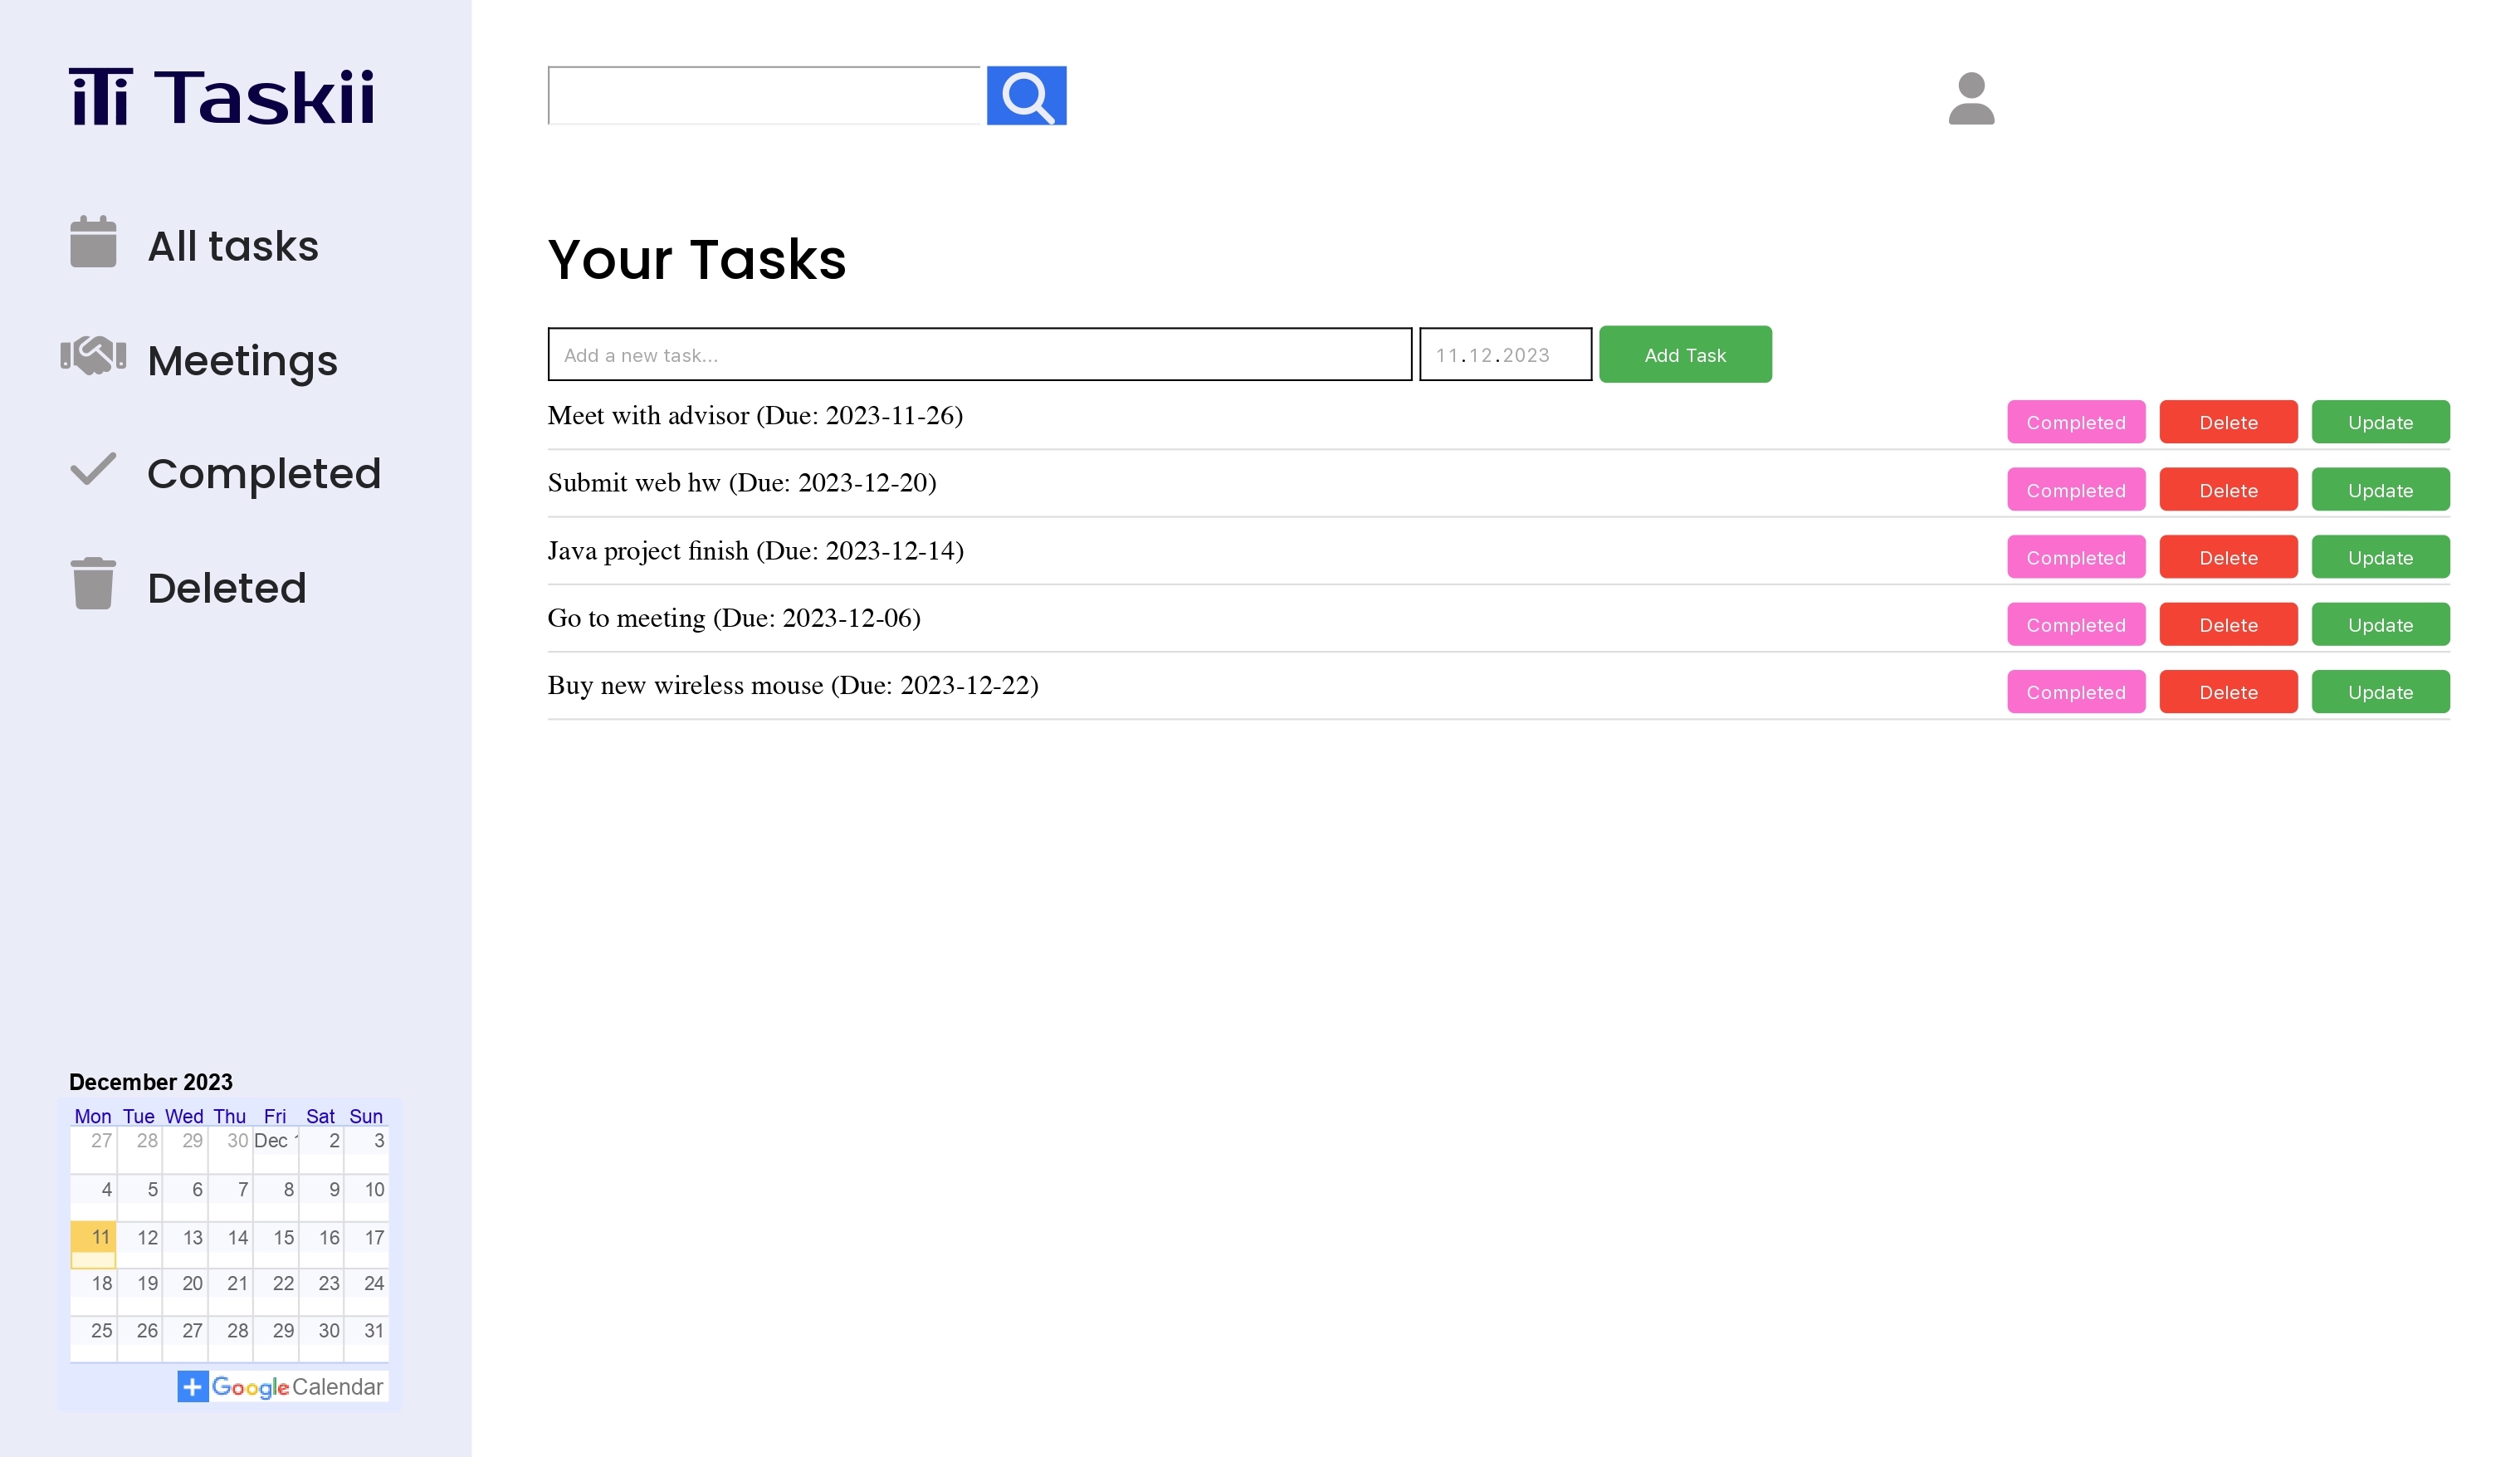 iTi Taskii
All tasks
Meetings
Completed
Deleted
Your Tasks
Add a new task...
11.12.2023
Add Task
Meet with advisor (Due: 2023-11-26)
Completed
Delete
Update
Submit web hw (Due: 2023-12-20)
Completed
Delete
Update
Java project finish (Due: 2023-12-14)
Completed
Delete
Update
Go to meeting (Due: 2023-12-06)
Completed
Delete
Update
Buy new wireless mouse (Due: 2023-12-22)
Completed
Delete
Update
December 2023
Mon Tue Wed Thu Fri Sat Sun
27 28 29 30 Dec 2 3
4 5 6 7 8 9 10
11 12 13 14 15 16 17
18 19 20 21 22 23 24
25 26 27 28 29 30 31
+ Google Calendar